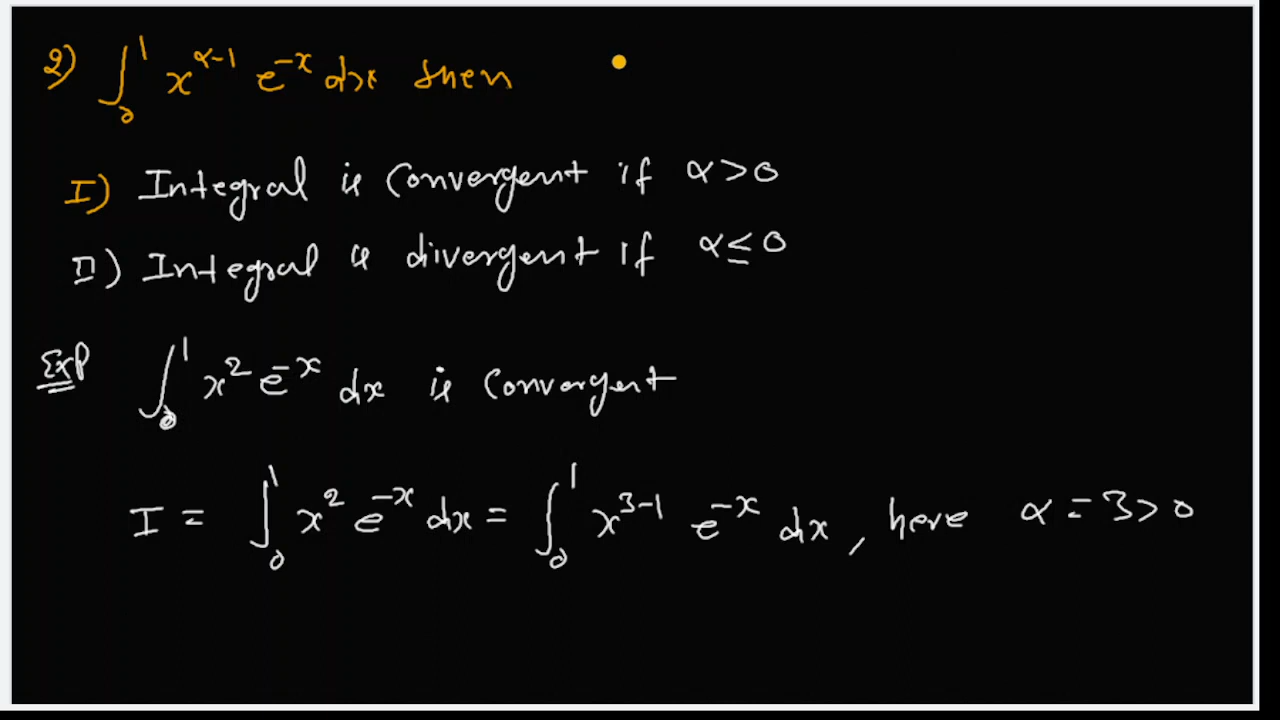 2) ∫₀¹ x^(α-1) e^(-x) dx then
I) Integral is Convergent if α>0
II) Integral is divergent if α≤0
Exp ∫₀¹ x² e^(-x) dx is Convergent
I = ∫₀¹ x² e^(-x) dx = ∫₀¹ x^(3-1) e^(-x) dx, here α=3>0